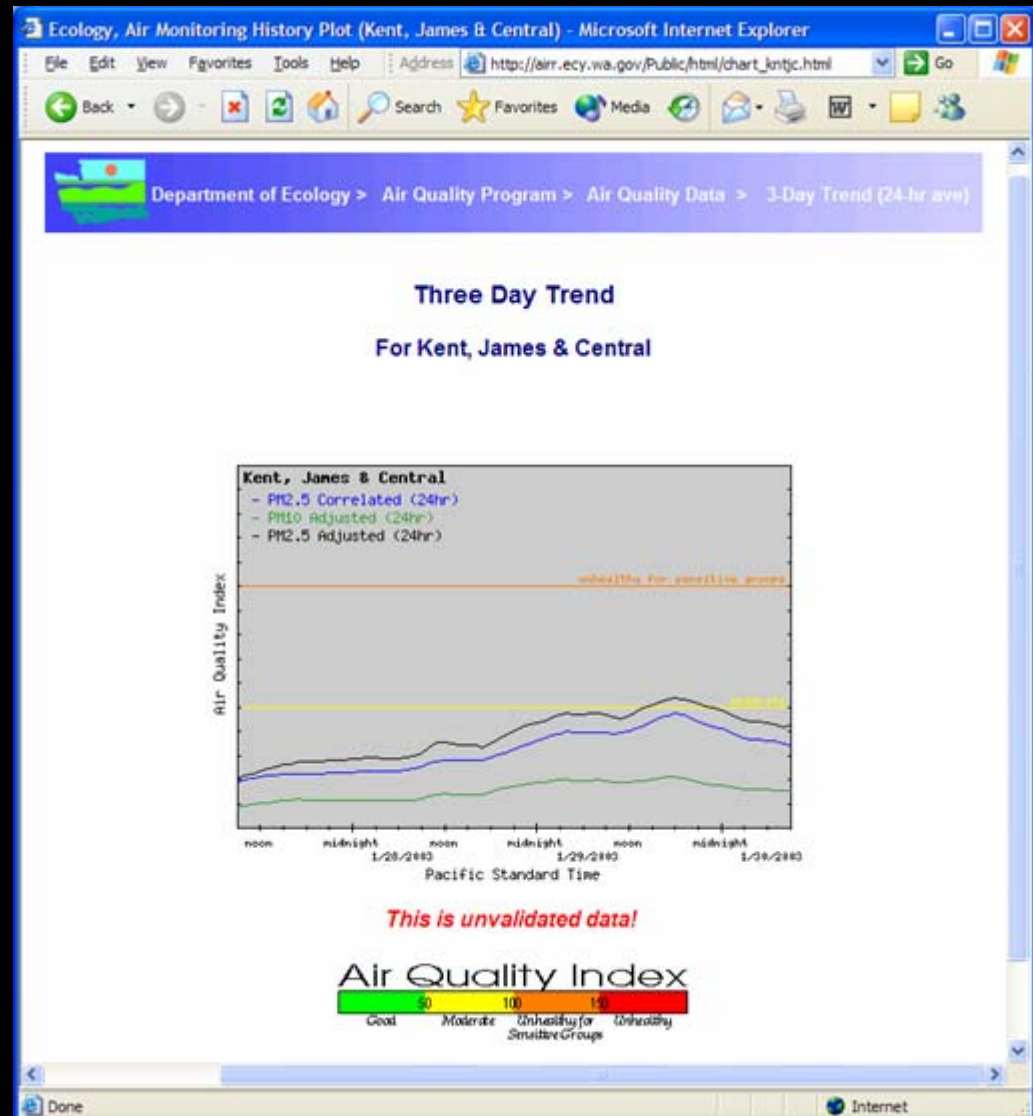 Ecology, Air Monitoring History Plot (Kent, James & Central) - Microsoft Internet Explorer
File Edit View Favorites Tools Help Address http://airr.ecy.wa.gov/Public/html/chart_kntjc.html Go
Back Search Favorites Media
Department of Ecology > Air Quality Program > Air Quality Data > 3-Day Trend (24-hr ave)
Three Day Trend
For Kent, James & Central
Kent, James & Central
- PM2.5 Correlated (24hr)
- PM10 Adjusted (24hr)
- PM2.5 Adjusted (24hr)
unhealthy for sensitive groups
Air Quality Index
noon midnight noon midnight noon midnight
1/28/2003 1/29/2003 1/30/2003
Pacific Standard Time
This is unvalidated data!
Air Quality Index
50 100 150
Good Moderate Unhealthy for Unhealthy
Sensitive Groups
Done Internet